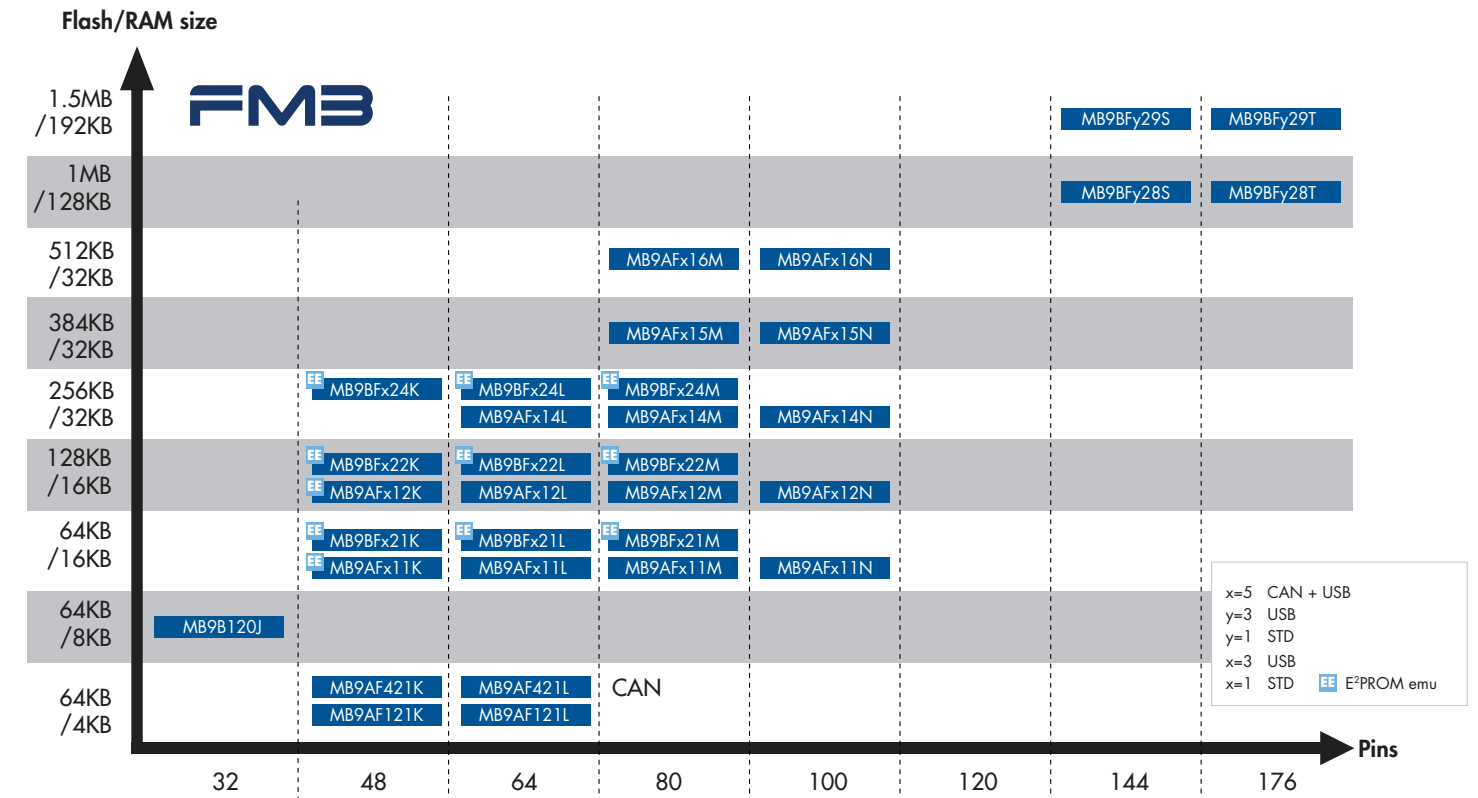 Flash/RAM size
FM3
1.5MB
/192KB
MB9BFy29S MB9BFy29T
1MB
/128KB
MB9BFy28S MB9BFy28T
512KB
/32KB
MB9AFx16M MB9AFx16N
384KB
/32KB
MB9AFx15M MB9AFx15N
256KB
/32KB
EE MB9BFx24K EE MB9BFx24L EE MB9BFx24M
MB9AFx14L MB9AFx14M MB9AFx14N
128KB
/16KB
EE MB9BFx22K EE MB9BFx22L EE MB9BFx22M
EE MB9AFx12K MB9AFx12L MB9AFx12M MB9AFx12N
64KB
/16KB
EE MB9BFx21K EE MB9BFx21L EE MB9BFx21M
EE MB9AFx11K MB9AFx11L MB9AFx11M MB9AFx11N
64KB
/8KB
MB9B120J
64KB
/4KB
MB9AF421K MB9AF421L CAN
MB9AF121K MB9AF121L
x=5 CAN + USB
y=3 USB
y=1 STD
x=3 USB
x=1 STD EE E²PROM emu
Pins
32 48 64 80 100 120 144 176